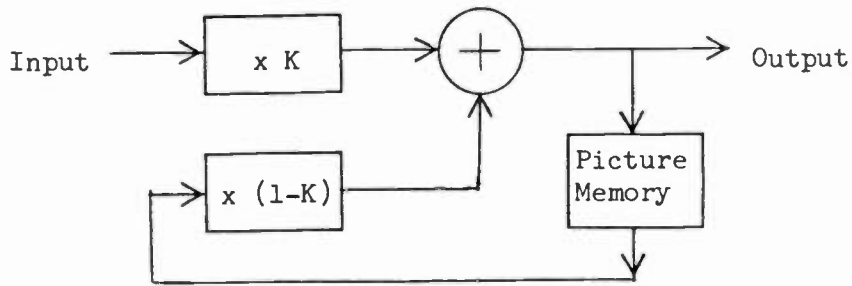 Input
x K
+
Output
x (1-K)
Picture
Memory